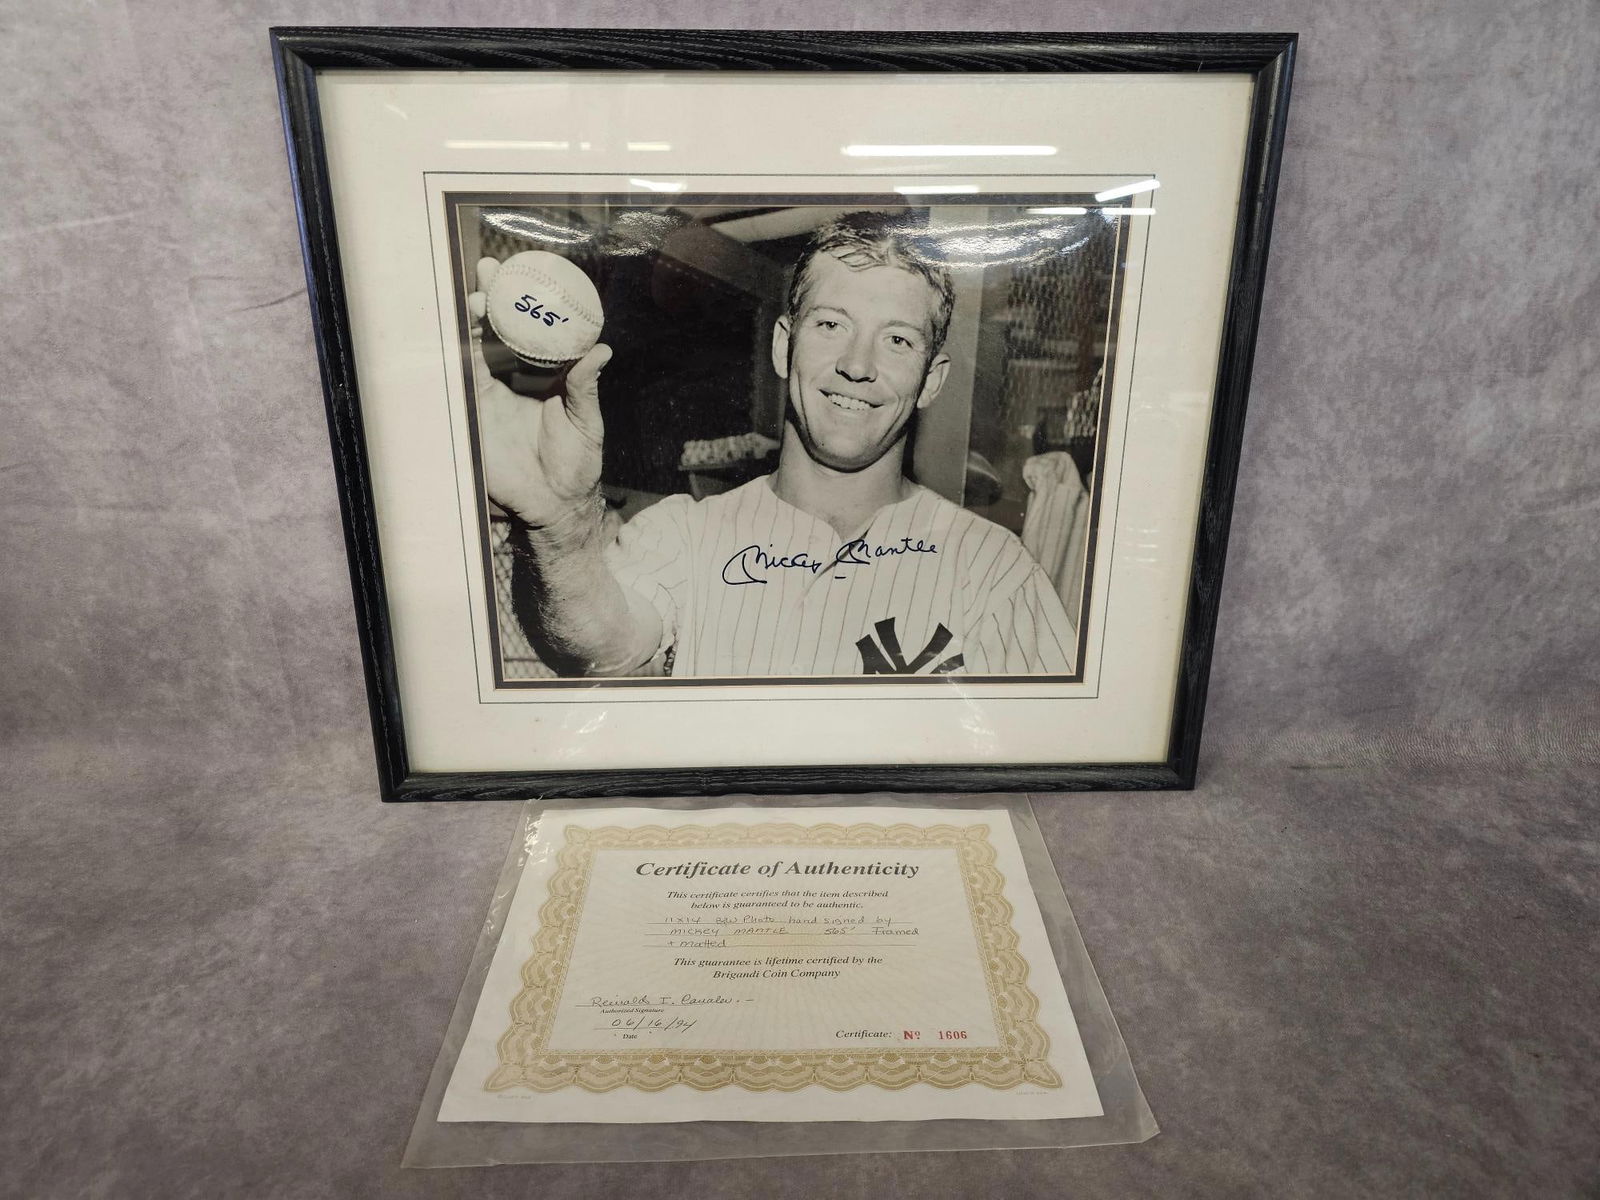 565'
Mickey Mantle
NY
Certificate of Authenticity
This certificate certifies that the item described
below is guaranteed to be authentic.
11x14 B&W Photo hand signed by
MICKEY MANTLE 565' Framed
+ matted
This guarantee is lifetime certified by the
Brigandi Coin Company
I.
Authorized Signature
06/16/94
Date
Certificate: Nº 1606